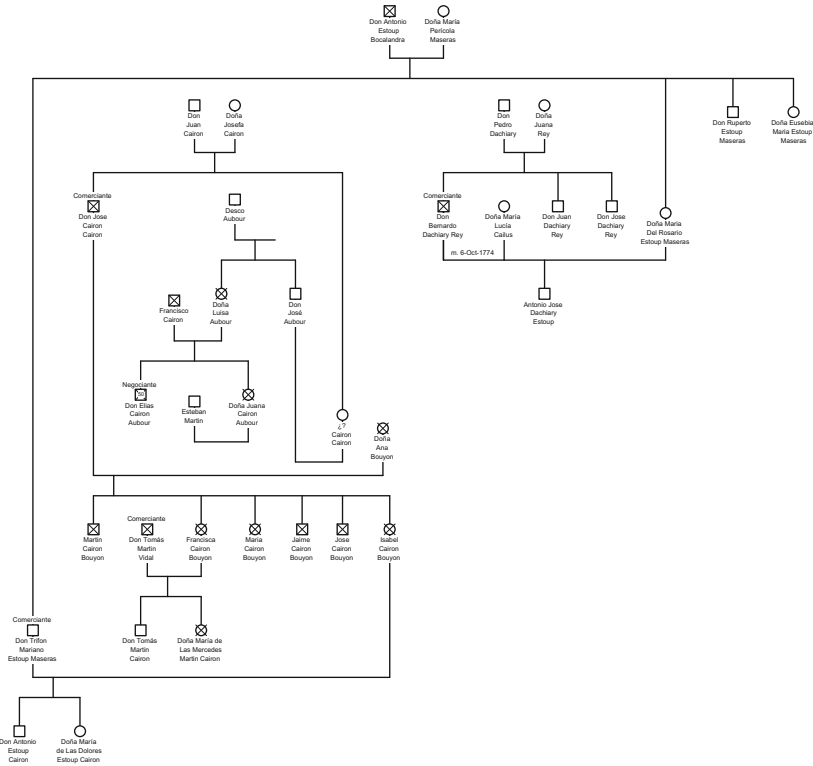 Don Antonio
Estoup
Bocalandra
Doña María
Perícola
Maseras
Don
Juan
Cairon
Doña
Josefa
Cairon
Don
Pedro
Dachiary
Doña
Juana
Rey
Don Ruperto
Estoup
Maseras
Doña Eusebia
Maria Estoup
Maseras
Comerciante
Don Jose
Cairon
Cairon
Desco
Aubour
Comerciante
Don
Bernardo
Dachiary Rey
Doña María
Lucía
Cailus
Don Juan
Dachiary
Rey
Don Jose
Dachiary
Rey
Doña Maria
Del Rosario
Estoup Maseras
m. 6-Oct-1774
Francisco
Cairon
Doña
Luisa
Aubour
Don
José
Aubour
Antonio Jose
Dachiary
Estoup
Negociante
50
Don Elias
Cairon
Aubour
Esteban
Martin
Doña Juana
Cairon
Aubour
¿?
Cairon
Cairon
Doña
Ana
Bouyon
Martin
Cairon
Bouyon
Comerciante
Don Tomás
Martin
Vidal
Francisca
Cairon
Bouyon
Maria
Cairon
Bouyon
Jaime
Cairon
Bouyon
Jose
Cairon
Bouyon
Isabel
Cairon
Bouyon
Comerciante
Don Trifon
Mariano
Estoup Maseras
Don Tomás
Martin
Cairon
Doña María de
Las Mercedes
Martin Cairon
Don Antonio
Estoup
Cairon
Doña María
de Las Dolores
Estoup Cairon